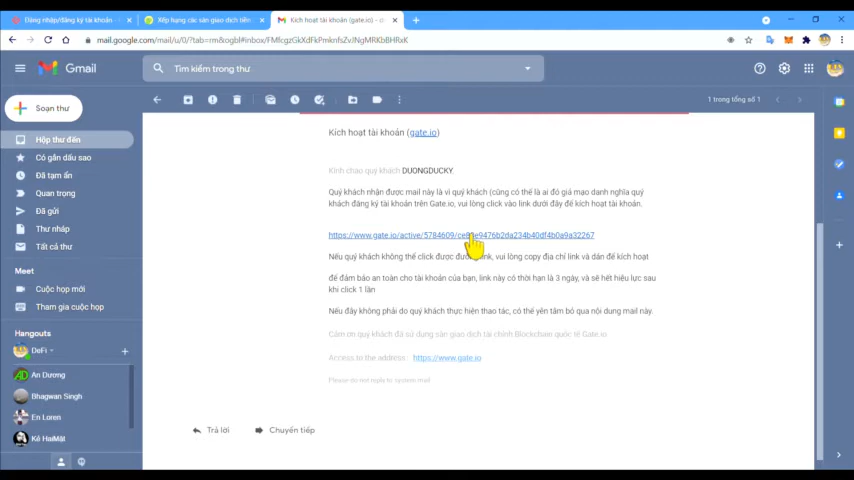 Đăng nhập/đăng ký tài khoản -
Xếp hạng các sàn giao dịch tiền
Kích hoạt tài khoản (gate.io) -
mail.google.com/mail/u/0/?tab=rm&ogbl#inbox/
Gmail
Tìm kiếm trong thư
Soạn thư
1 trong tổng số 1
Hộp thư đến
Có gắn dấu sao
Đã tạm ẩn
Quan trọng
Đã gửi
Thư nháp
Tất cả thư
Meet
Cuộc họp mới
Tham gia cuộc họp
Hangouts
DeFi
An Dương
Bhagwan Singh
En Loren
Kẻ HaiMặt
Kích hoạt tài khoản (gate.io)
Kính chào quý khách DUONGDUCKY.
Quý khách nhận được mail này là vì quý khách (cũng có thể là ai đó giả mạo danh nghĩa quý
khách đăng ký tài khoản trên Gate.io, vui lòng click vào link dưới đây để kích hoạt tài khoản.
https://www.gate.io/active/5784609/
Nếu quý khách không thể click được đường link, vui lòng copy địa chỉ link và dán để kích hoạt
để đảm bảo an toàn cho tài khoản của bạn, link này có thời hạn là 3 ngày, và sẽ hết hiệu lực sau
khi click 1 lần
Nếu đây không phải do quý khách thực hiện thao tác, có thể yên tâm bỏ qua nội dung mail này.
Cảm ơn quý khách đã sử dụng sàn giao dịch tài chính Blockchain quốc tế Gate.io
Access to the address: https://www.gate.io
Please do not reply to system mail
Trả lời
Chuyển tiếp